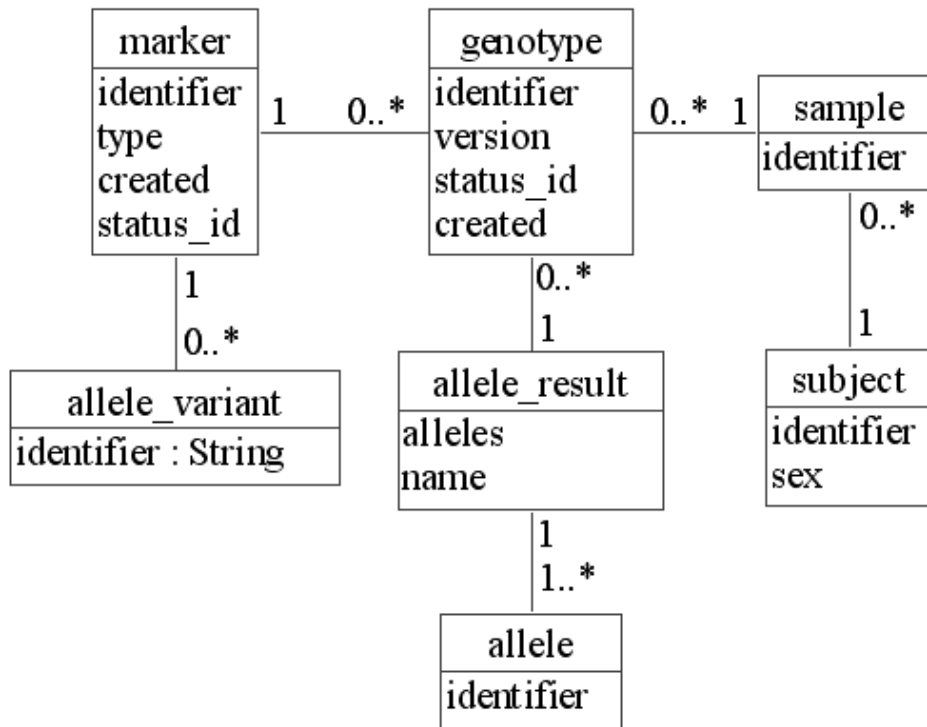 marker
identifier
type
created
status_id
1
0..*
genotype
identifier
version
status_id
created
0..*
1
sample
identifier
1
0..*
allele_variant
identifier : String
0..*
1
allele_result
alleles
name
0..*
1
subject
identifier
sex
1
1..*
allele
identifier